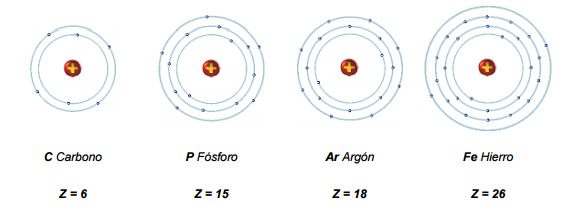 C Carbono P Fósforo Ar Argón Fe Hierro
Z = 6 Z = 15 Z = 18 Z = 26